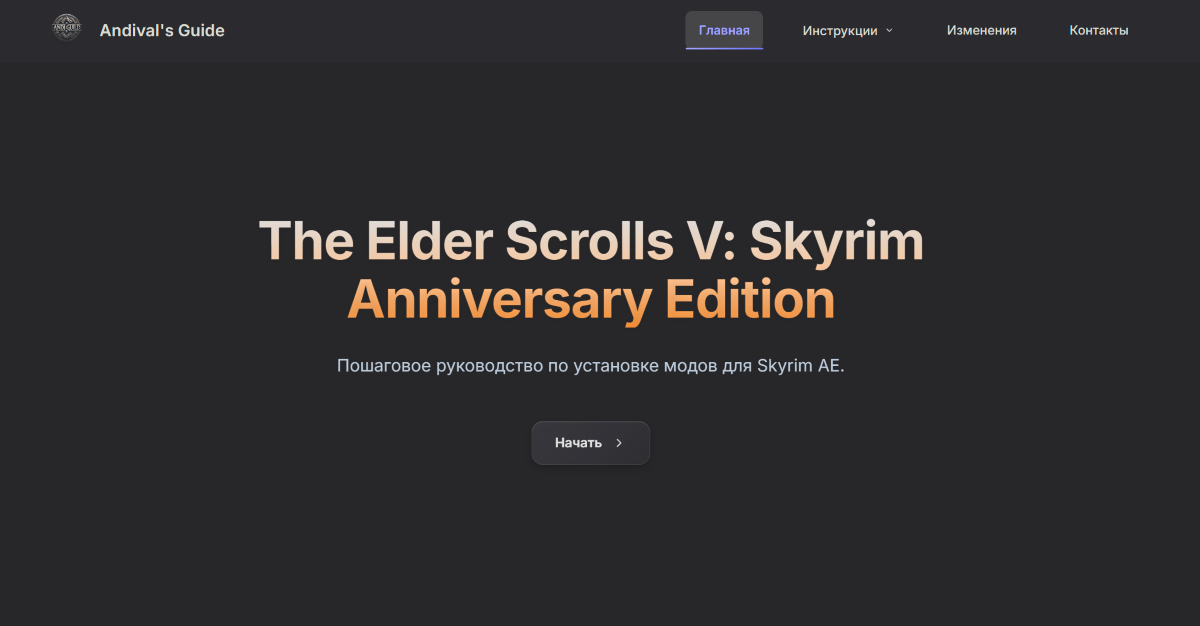 Andival's Guide
Главная
Инструкции
Изменения
Контакты
The Elder Scrolls V: Skyrim
Anniversary Edition
Пошаговое руководство по установке модов для Skyrim AE.
Начать